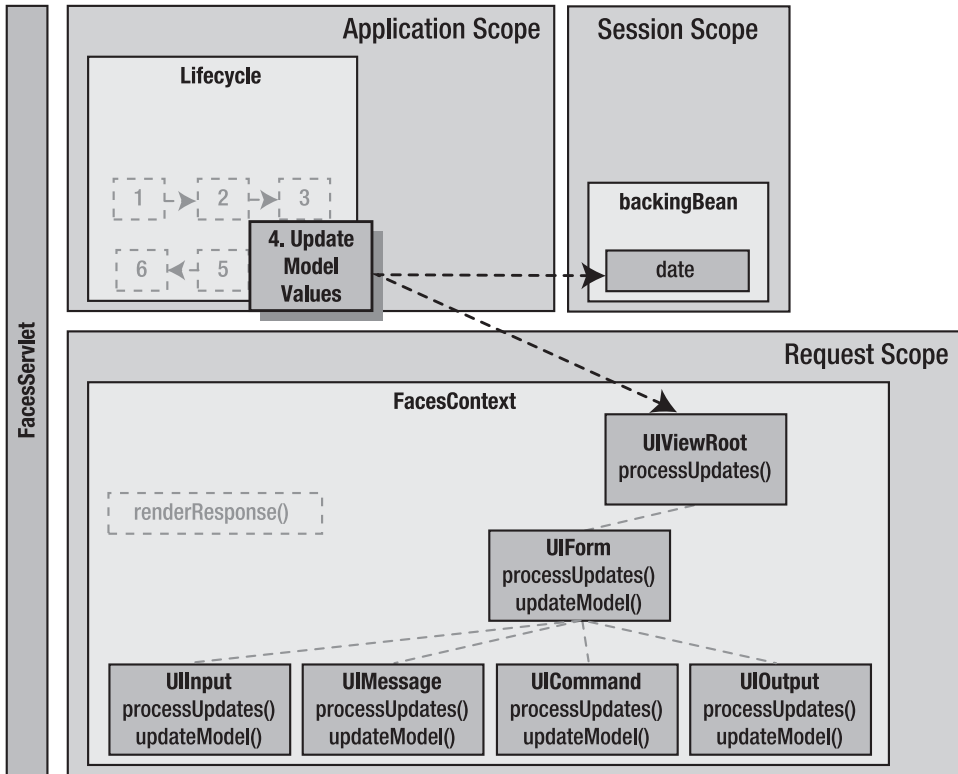 FacesServlet
Application Scope
Lifecycle
1
2
3
4. Update
Model
Values
6
5
Session Scope
backingBean
date
Request Scope
FacesContext
UIViewRoot
processUpdates()
renderResponse()
UIForm
processUpdates()
updateModel()
UIInput
processUpdates()
updateModel()
UIMessage
processUpdates()
updateModel()
UICommand
processUpdates()
updateModel()
UIOutput
processUpdates()
updateModel()